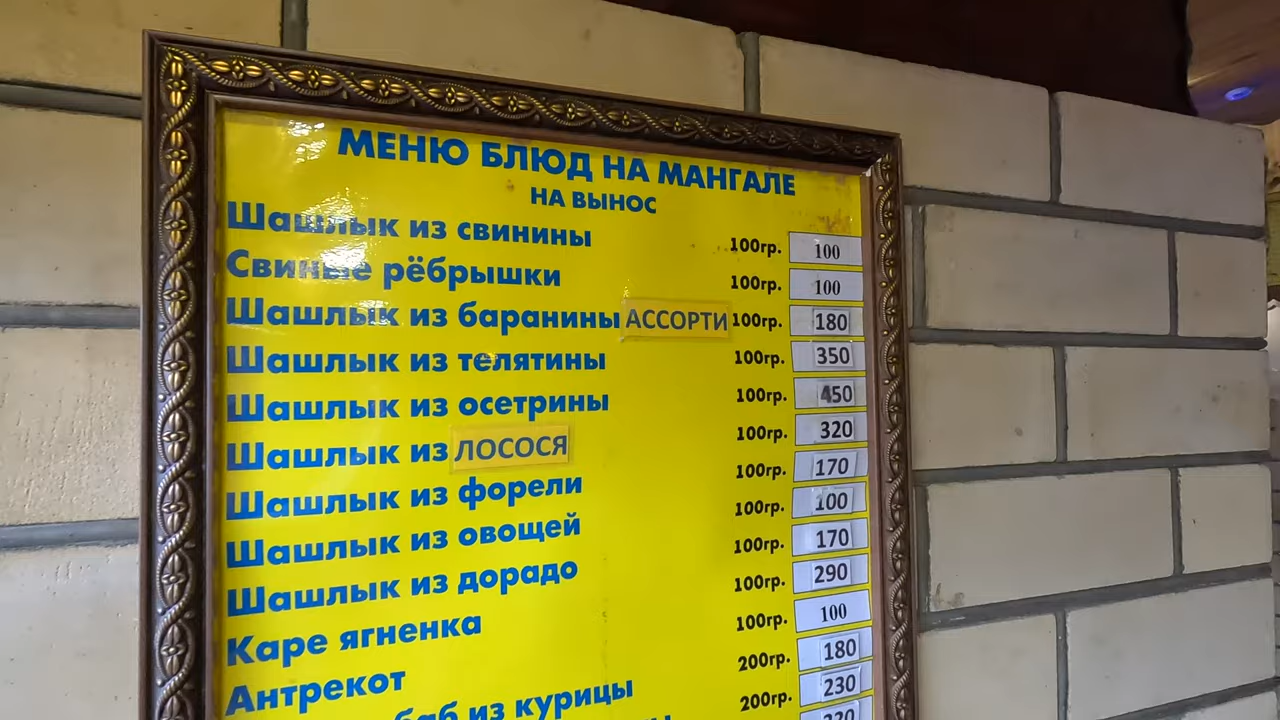 МЕНЮ БЛЮД НА МАНГАЛЕ
НА ВЫНОС
Шашлык из свинины 100гр. 100
Свиные рёбрышки 100гр. 100
Шашлык из баранины АССОРТИ 100гр. 180
Шашлык из телятины 100гр. 350
Шашлык из осетрины 100гр. 450
Шашлык из ЛОСОСЯ 100гр. 320
Шашлык из форели 100гр. 170
Шашлык из овощей 100гр. 100
Шашлык из дорадо 100гр. 170
Каре ягненка 100гр. 290
Антрекот 100гр. 100
из курицы 200гр. 180
200гр. 230